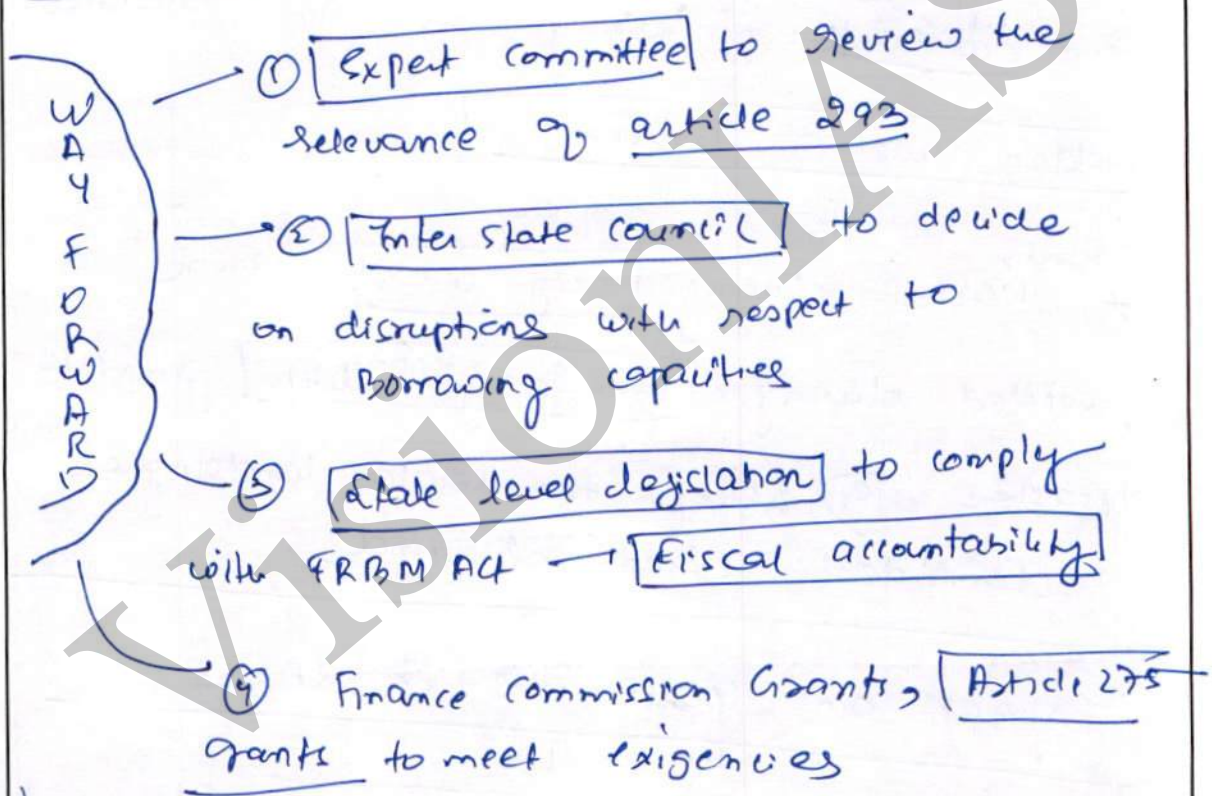 WAY FORWARD
① Expert committee to review the
relevance of article 293
② Inter state council to decide
on disruptions with respect to
Borrowing capacities
③ State level legislation to comply
with FRBM Act → Fiscal accountability
④ Finance Commission Grants, Article 275
grants to meet exigencies
VisionIAS